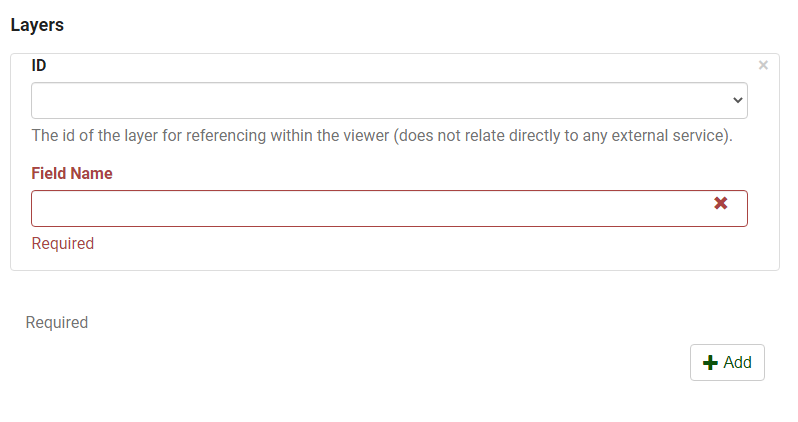 Layers
ID
The id of the layer for referencing within the viewer (does not relate directly to any external service).
Field Name
Required
Required
Add